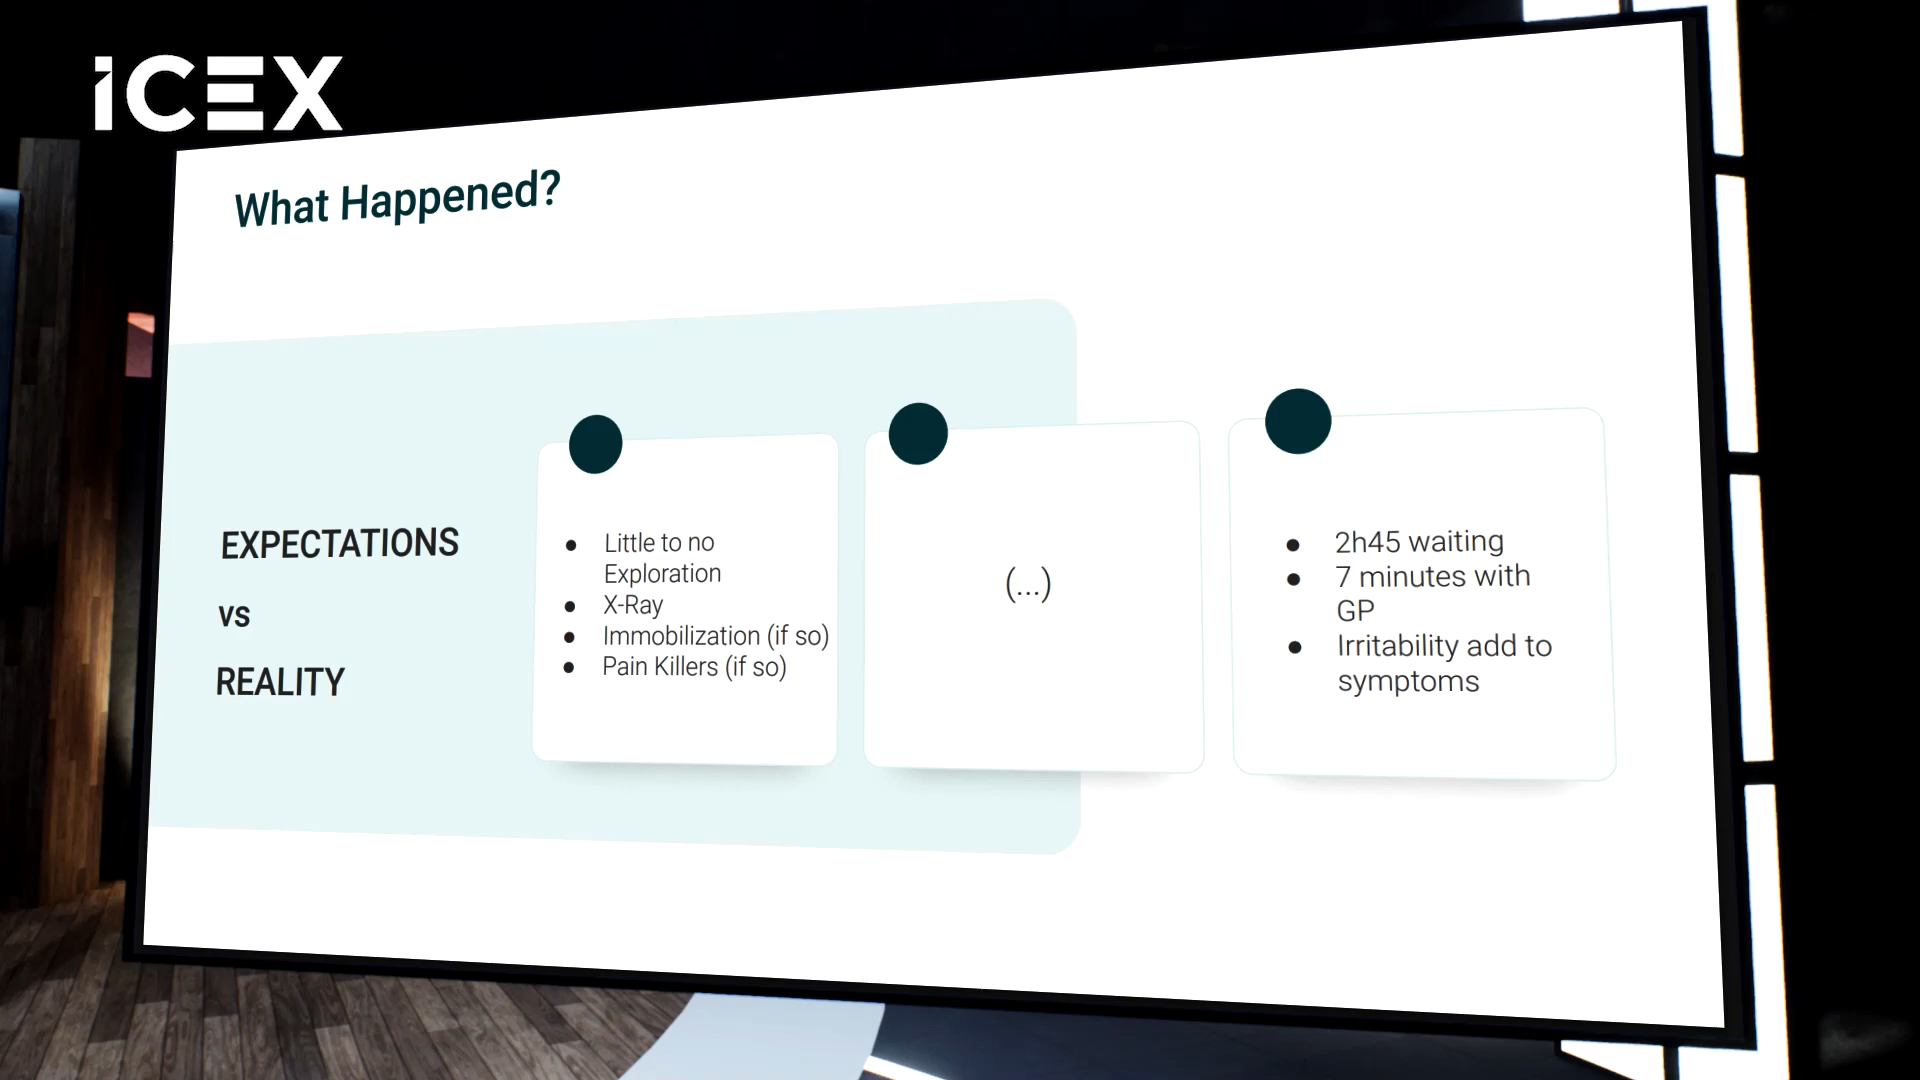 iCEX
What Happened?
EXPECTATIONS
vs
REALITY
● Little to no
Exploration
● X-Ray
● Immobilization (if so)
● Pain Killers (if so)
(...)
● 2h45 waiting
● 7 minutes with
GP
● Irritability add to
symptoms